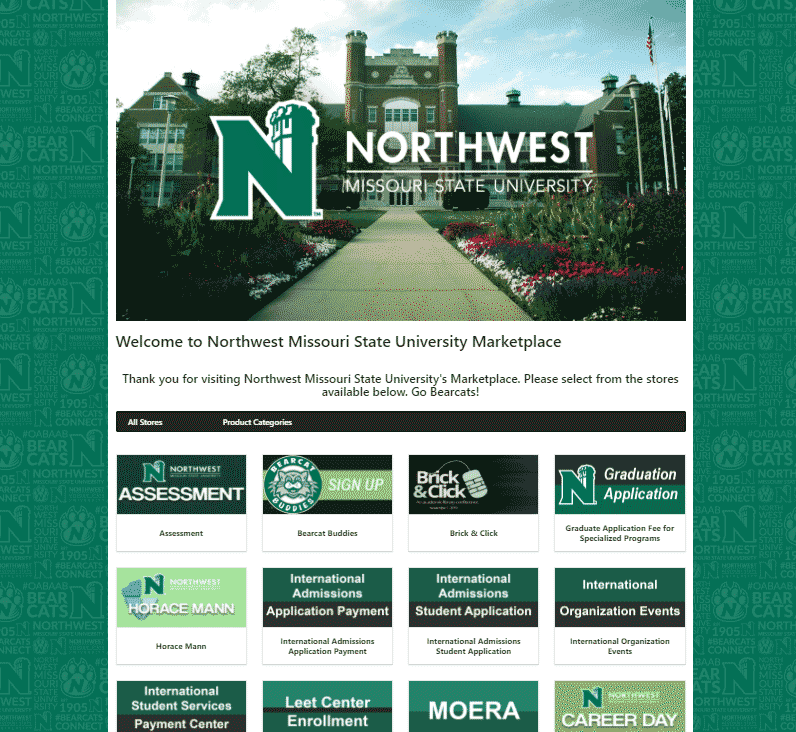 N
NORTHWEST
MISSOURI STATE UNIVERSITY
Welcome to Northwest Missouri State University Marketplace
Thank you for visiting Northwest Missouri State University's Marketplace. Please select from the stores
available below. Go Bearcats!
All Stores Product Categories
N NORTHWEST
ASSESSMENT
BEARCAT
BUDDIES
SIGN UP
Brick
&Click
N Graduation
Application
Assessment
Bearcat Buddies
Brick & Click
Graduate Application Fee for
Specialized Programs
N NORTHWEST
HORACE MANN
International
Admissions
Application Payment
International
Admissions
Student Application
International
Organization Events
Horace Mann
International Admissions
Application Payment
International Admissions
Student Application
International Organization
Events
International
Student Services
Payment Center
Leet Center
Enrollment
MOERA
N NORTHWEST
CAREER DAY